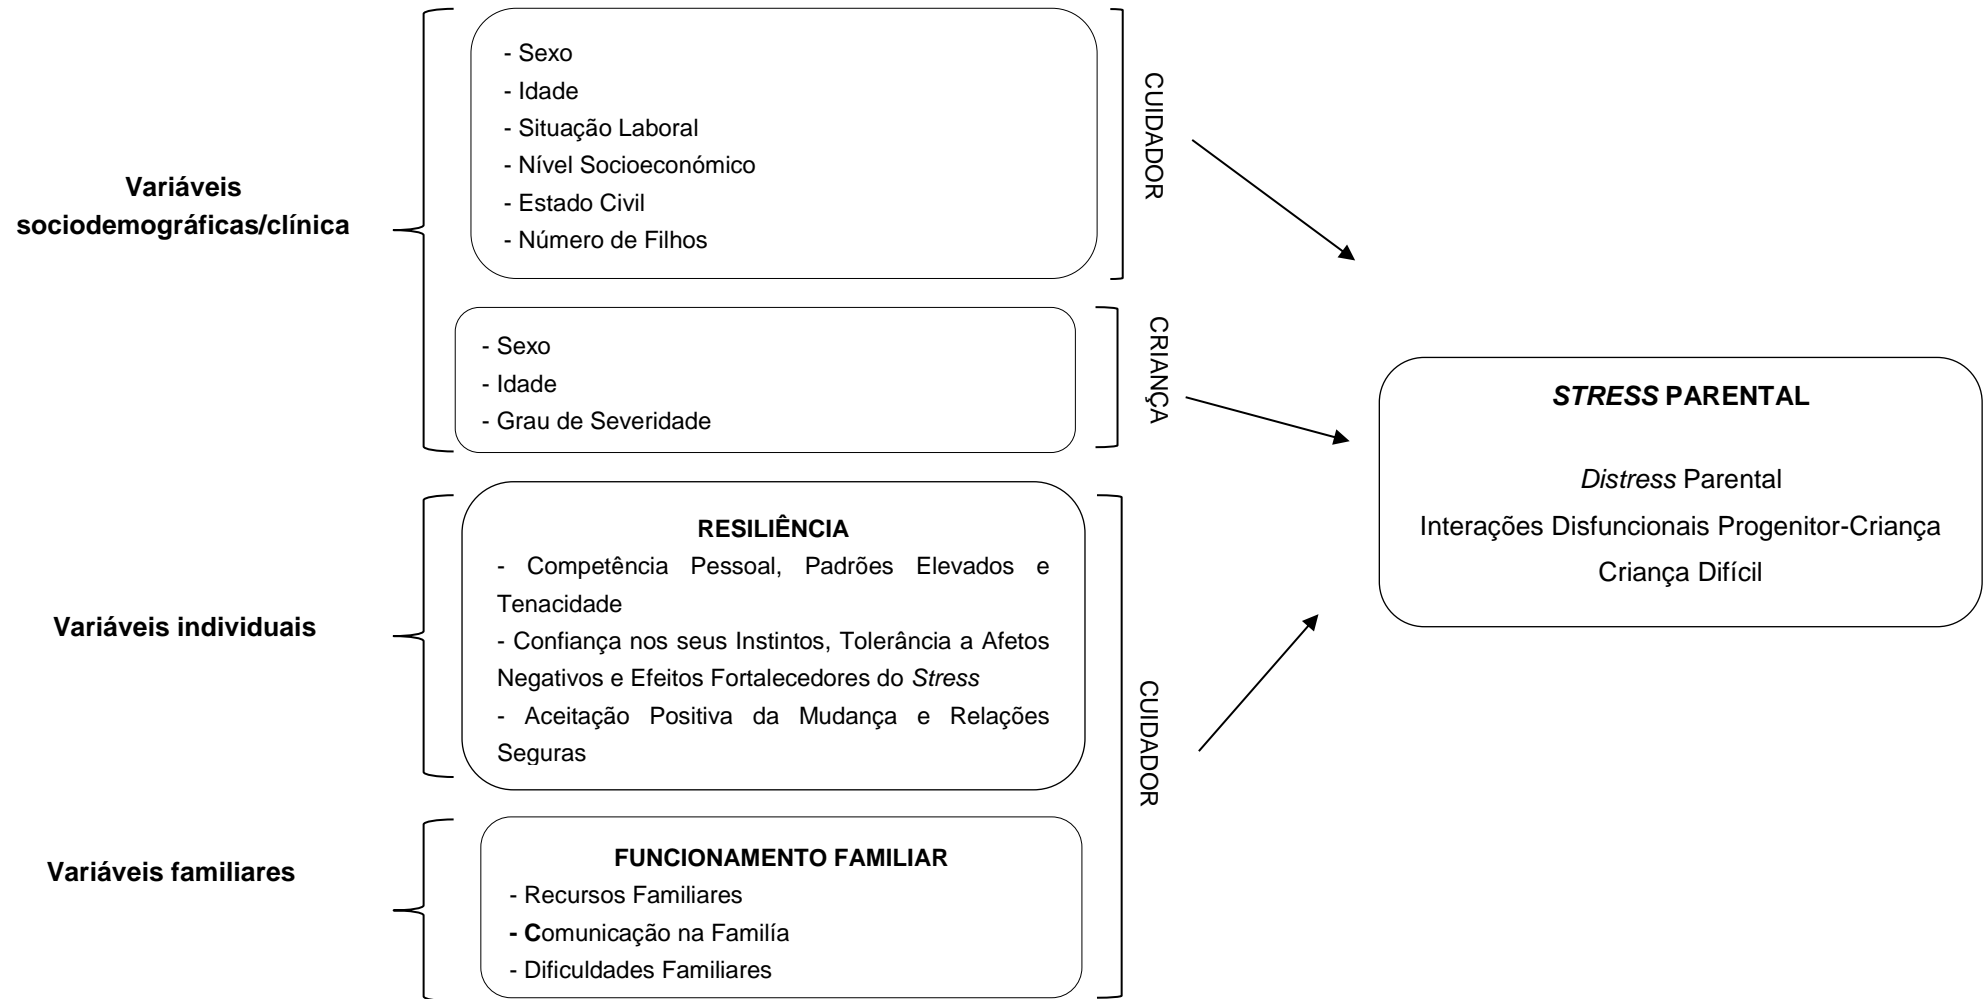 Variáveis
sociodemográficas/clínica
- Sexo
- Idade
- Situação Laboral
- Nível Socioeconómico
- Estado Civil
- Número de Filhos
CUIDADOR
- Sexo
- Idade
- Grau de Severidade
CRIANÇA
Variáveis individuais
RESILIÊNCIA
- Competência Pessoal, Padrões Elevados e
Tenacidade
- Confiança nos seus Instintos, Tolerância a Afetos
Negativos e Efeitos Fortalecedores do Stress
- Aceitação Positiva da Mudança e Relações
Seguras
Variáveis familiares
FUNCIONAMENTO FAMILIAR
- Recursos Familiares
- Comunicação na Familía
- Dificuldades Familiares
CUIDADOR
STRESS PARENTAL
Distress Parental
Interações Disfuncionais Progenitor-Criança
Criança Difícil